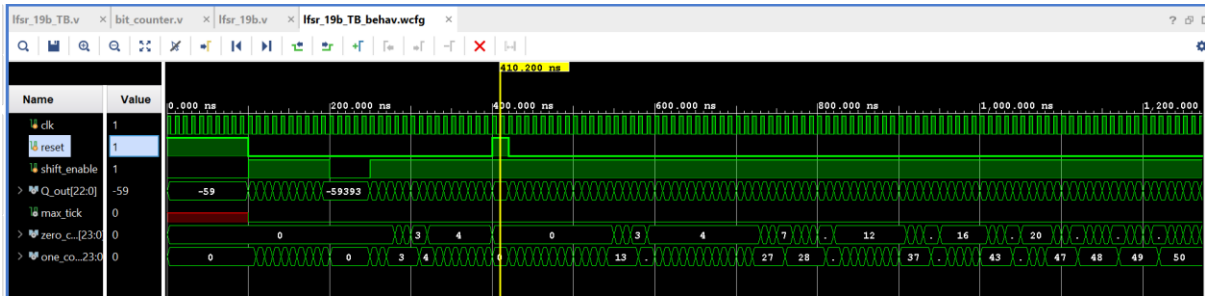 lfsr_19b_TB.v × bit_counter.v × lfsr_19b.v × lfsr_19b_TB_behav.wcfg ×
410.200 ns
Name Value 0.000 ns 200.000 ns 400.000 ns 600.000 ns 800.000 ns 1,000.000 ns 1,200.000
clk 1
reset 1
shift_enable 1
Q_out[22:0] -59 -59 -59393
max_tick 0
zero_c...[23:0] 0 0 3 4 0 3 4 7 . 12 . 16 . 20 . . . .
one_co...23:0 0 0 0 3 4 0 13 . 27 28 . 37 . 43 . 47 48 49 50